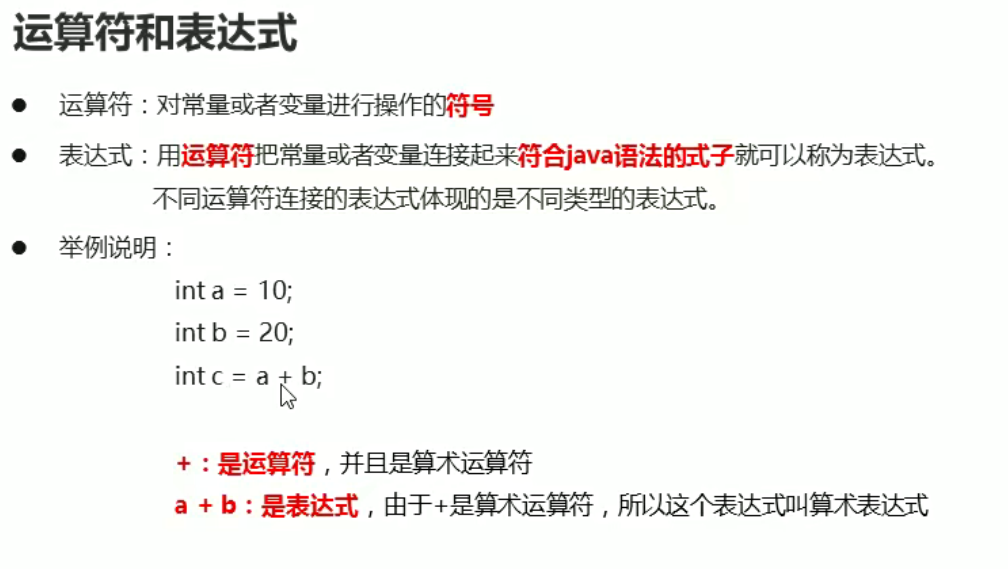 运算符和表达式
● 运算符：对常量或者变量进行操作的符号
● 表达式：用运算符把常量或者变量连接起来符合java语法的式子就可以称为表达式。
不同运算符连接的表达式体现的是不同类型的表达式。
● 举例说明：
int a = 10;
int b = 20;
int c = a + b;
+：是运算符，并且是算术运算符
a + b：是表达式，由于+是算术运算符，所以这个表达式叫算术表达式